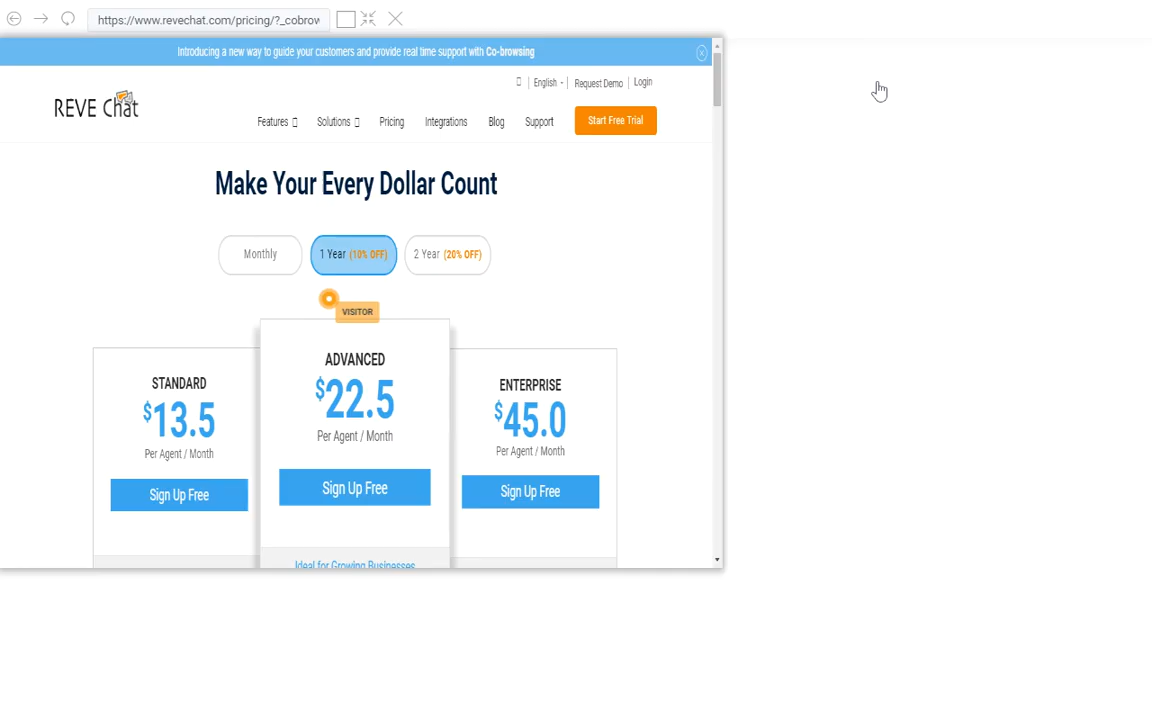 https://www.revechat.com/pricing/?_cobrow
Introducing a new way to guide your customers and provide real time support with Co-browsing
English
Request Demo
Login
REVE Chat
Features
Solutions
Pricing
Integrations
Blog
Support
Start Free Trial
Make Your Every Dollar Count
Monthly
1 Year (10% OFF)
2 Year (20% OFF)
VISITOR
STANDARD
$13.5
Per Agent / Month
Sign Up Free
ADVANCED
$22.5
Per Agent / Month
Sign Up Free
Ideal for Growing Businesses
ENTERPRISE
$45.0
Per Agent / Month
Sign Up Free